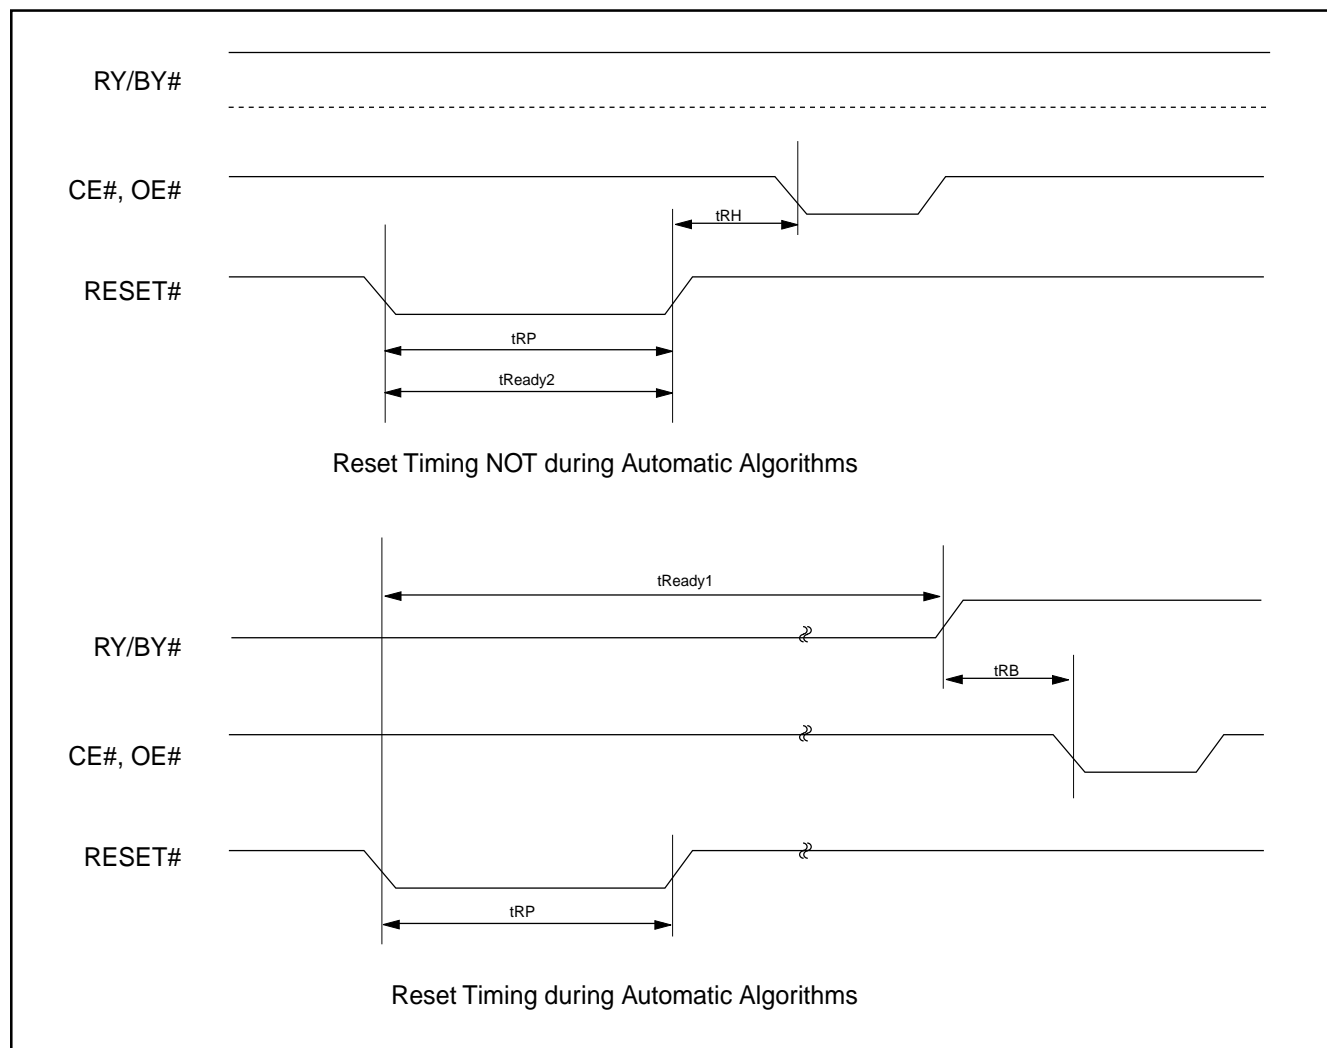 RY/BY#
CE#, OE#
tRH
RESET#
tRP
tReady2
Reset Timing NOT during Automatic Algorithms
tReady1
RY/BY#
tRB
CE#, OE#
RESET#
tRP
Reset Timing during Automatic Algorithms